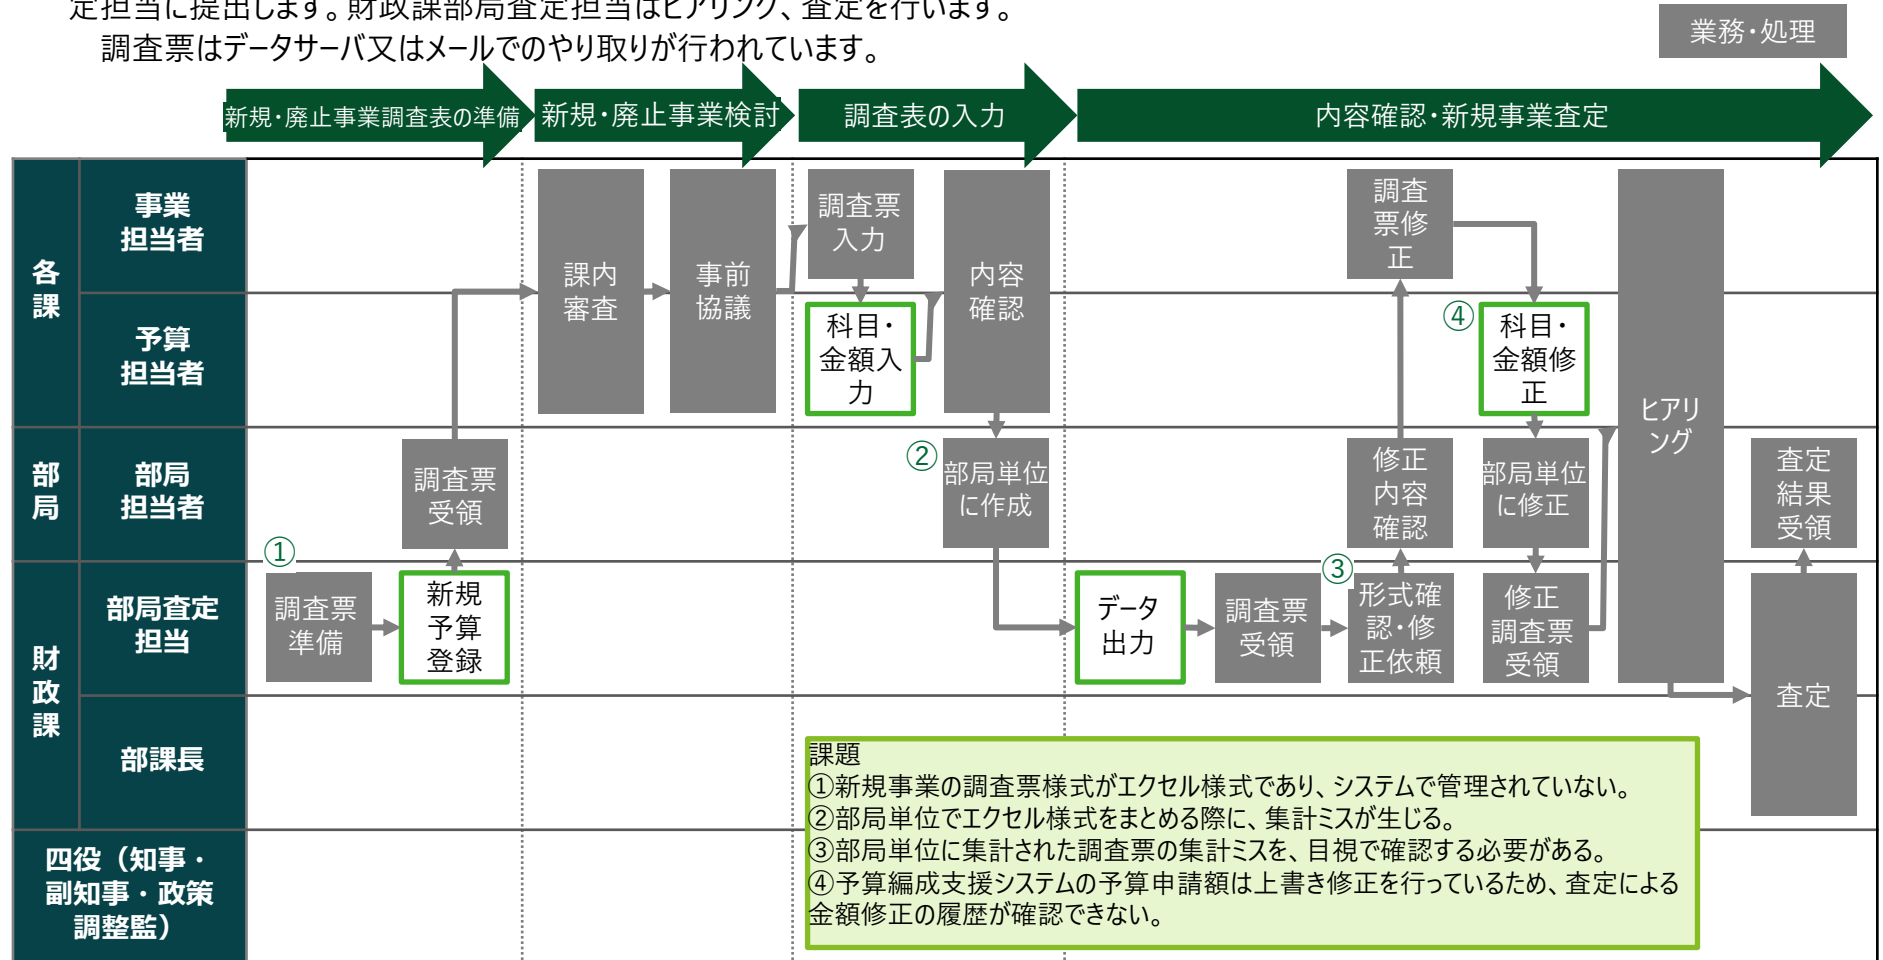 定担当に提出します。財政課部局査定担当はヒアリング、査定を行います。
調査票はデータサーバ又はメールでのやり取りが行われています。
業務・処理
新規・廃止事業調査表の準備
新規・廃止事業検討
調査表の入力
内容確認・新規事業査定
各
課
事業
担当者
予算
担当者
部
局
部局
担当者
財
政
課
部局査定
担当
部課長
四役（知事・
副知事・政策
調整監）
①
調査票
準備
新規
予算
登録
調査票
受領
課内
審査
事前
協議
調査票
入力
科目・
金額入
力
内容
確認
②
部局単位
に作成
データ
出力
調査票
受領
③
形式確
認・修
正依頼
修正
内容
確認
調査
票修
正
④
科目・
金額修
正
部局単位
に修正
修正
調査票
受領
ヒアリ
ング
査定
査定
結果
受領
課題
①新規事業の調査票様式がエクセル様式であり、システムで管理されていない。
②部局単位でエクセル様式をまとめる際に、集計ミスが生じる。
③部局単位に集計された調査票の集計ミスを、目視で確認する必要がある。
④予算編成支援システムの予算申請額は上書き修正を行っているため、査定による
金額修正の履歴が確認できない。